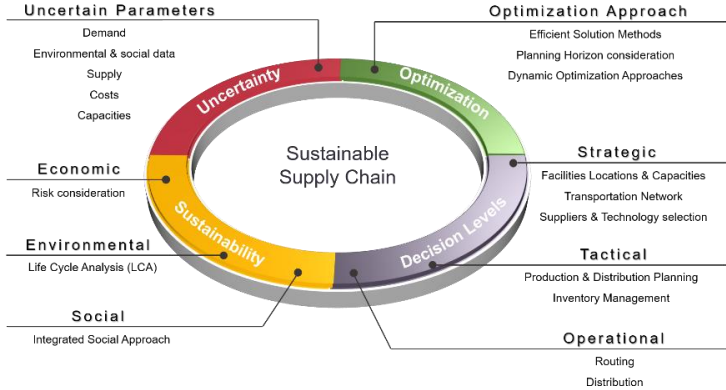 Uncertain Parameters
Demand
Environmental & social data
Supply
Costs
Capacities
Optimization Approach
Efficient Solution Methods
Planning Horizon consideration
Dynamic Optimization Approaches
Uncertainty
Optimization
Sustainable
Supply Chain
Economic
Risk consideration
Strategic
Facilities Locations & Capacities
Transportation Network
Suppliers & Technology selection
Sustainability
Decision Levels
Environmental
Life Cycle Analysis (LCA)
Tactical
Production & Distribution Planning
Inventory Management
Social
Integrated Social Approach
Operational
Routing
Distribution